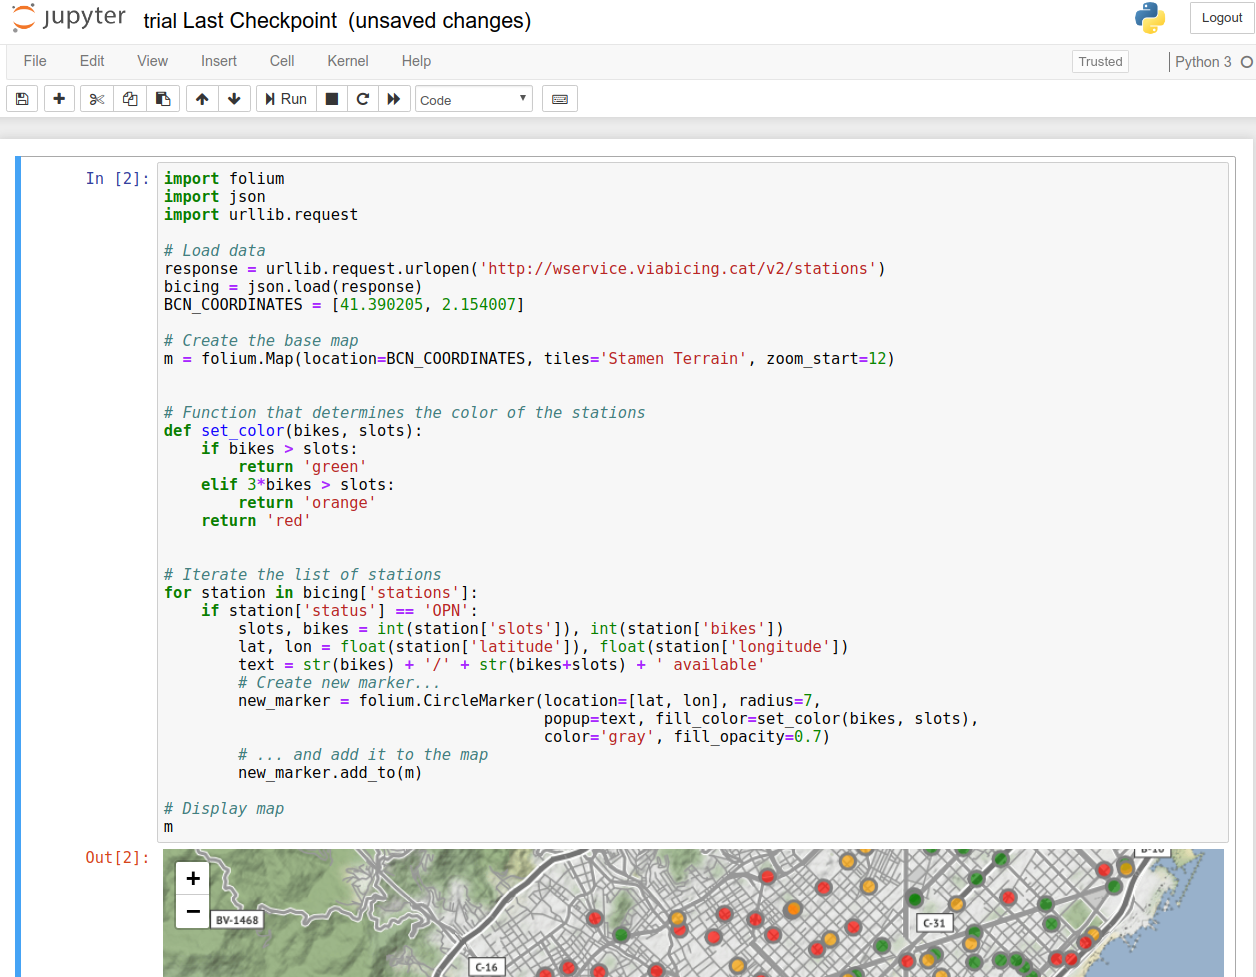 jupyter trial Last Checkpoint (unsaved changes)
Logout
File Edit View Insert Cell Kernel Help
Trusted
Python 3
Run
Code
In [2]:
import folium
import json
import urllib.request
# Load data
response = urllib.request.urlopen('http://wservice.viabicing.cat/v2/stations')
bicing = json.load(response)
BCN_COORDINATES = [41.390205, 2.154007]
# Create the base map
m = folium.Map(location=BCN_COORDINATES, tiles='Stamen Terrain', zoom_start=12)
# Function that determines the color of the stations
def set_color(bikes, slots):
    if bikes > slots:
        return 'green'
    elif 3*bikes > slots:
        return 'orange'
    return 'red'
# Iterate the list of stations
for station in bicing['stations']:
    if station['status'] == 'OPN':
        slots, bikes = int(station['slots']), int(station['bikes'])
        lat, lon = float(station['latitude']), float(station['longitude'])
        text = str(bikes) + '/' + str(bikes+slots) + ' available'
        # Create new marker...
        new_marker = folium.CircleMarker(location=[lat, lon], radius=7,
                                         popup=text, fill_color=set_color(bikes, slots),
                                         color='gray', fill_opacity=0.7)
        # ... and add it to the map
        new_marker.add_to(m)
# Display map
m
Out[2]:
+
−
BV-1468
C-31
C-16